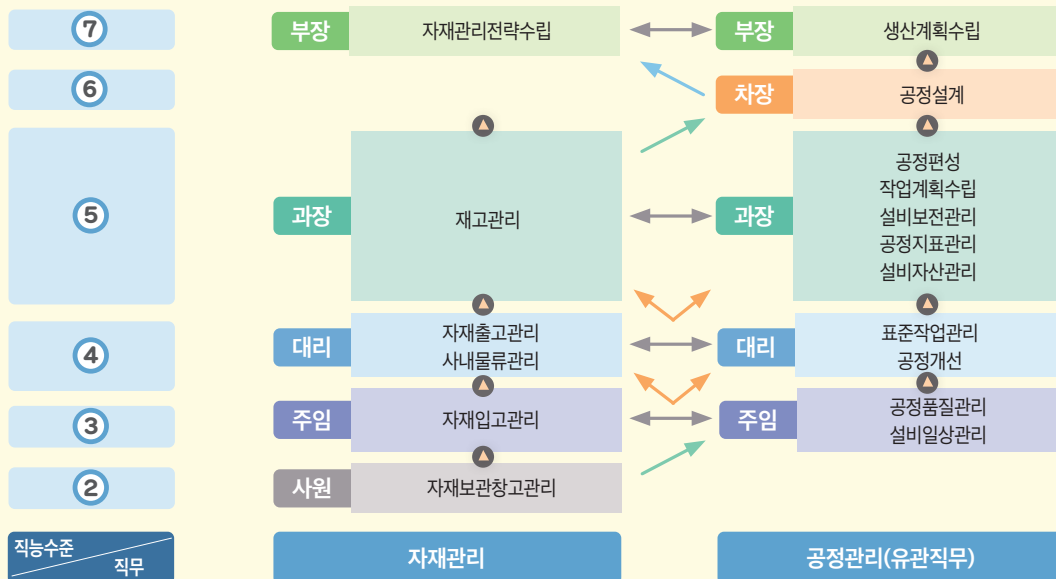 ⑦
부장
자재관리전략수립
부장
생산계획수립
⑥
차장
공정설계
⑤
과장
재고관리
과장
공정편성
작업계획수립
설비보전관리
공정지표관리
설비자산관리
④
대리
자재출고관리
사내물류관리
대리
표준작업관리
공정개선
③
주임
자재입고관리
주임
공정품질관리
설비일상관리
②
사원
자재보관창고관리
직능수준
직무
자재관리
공정관리(유관직무)